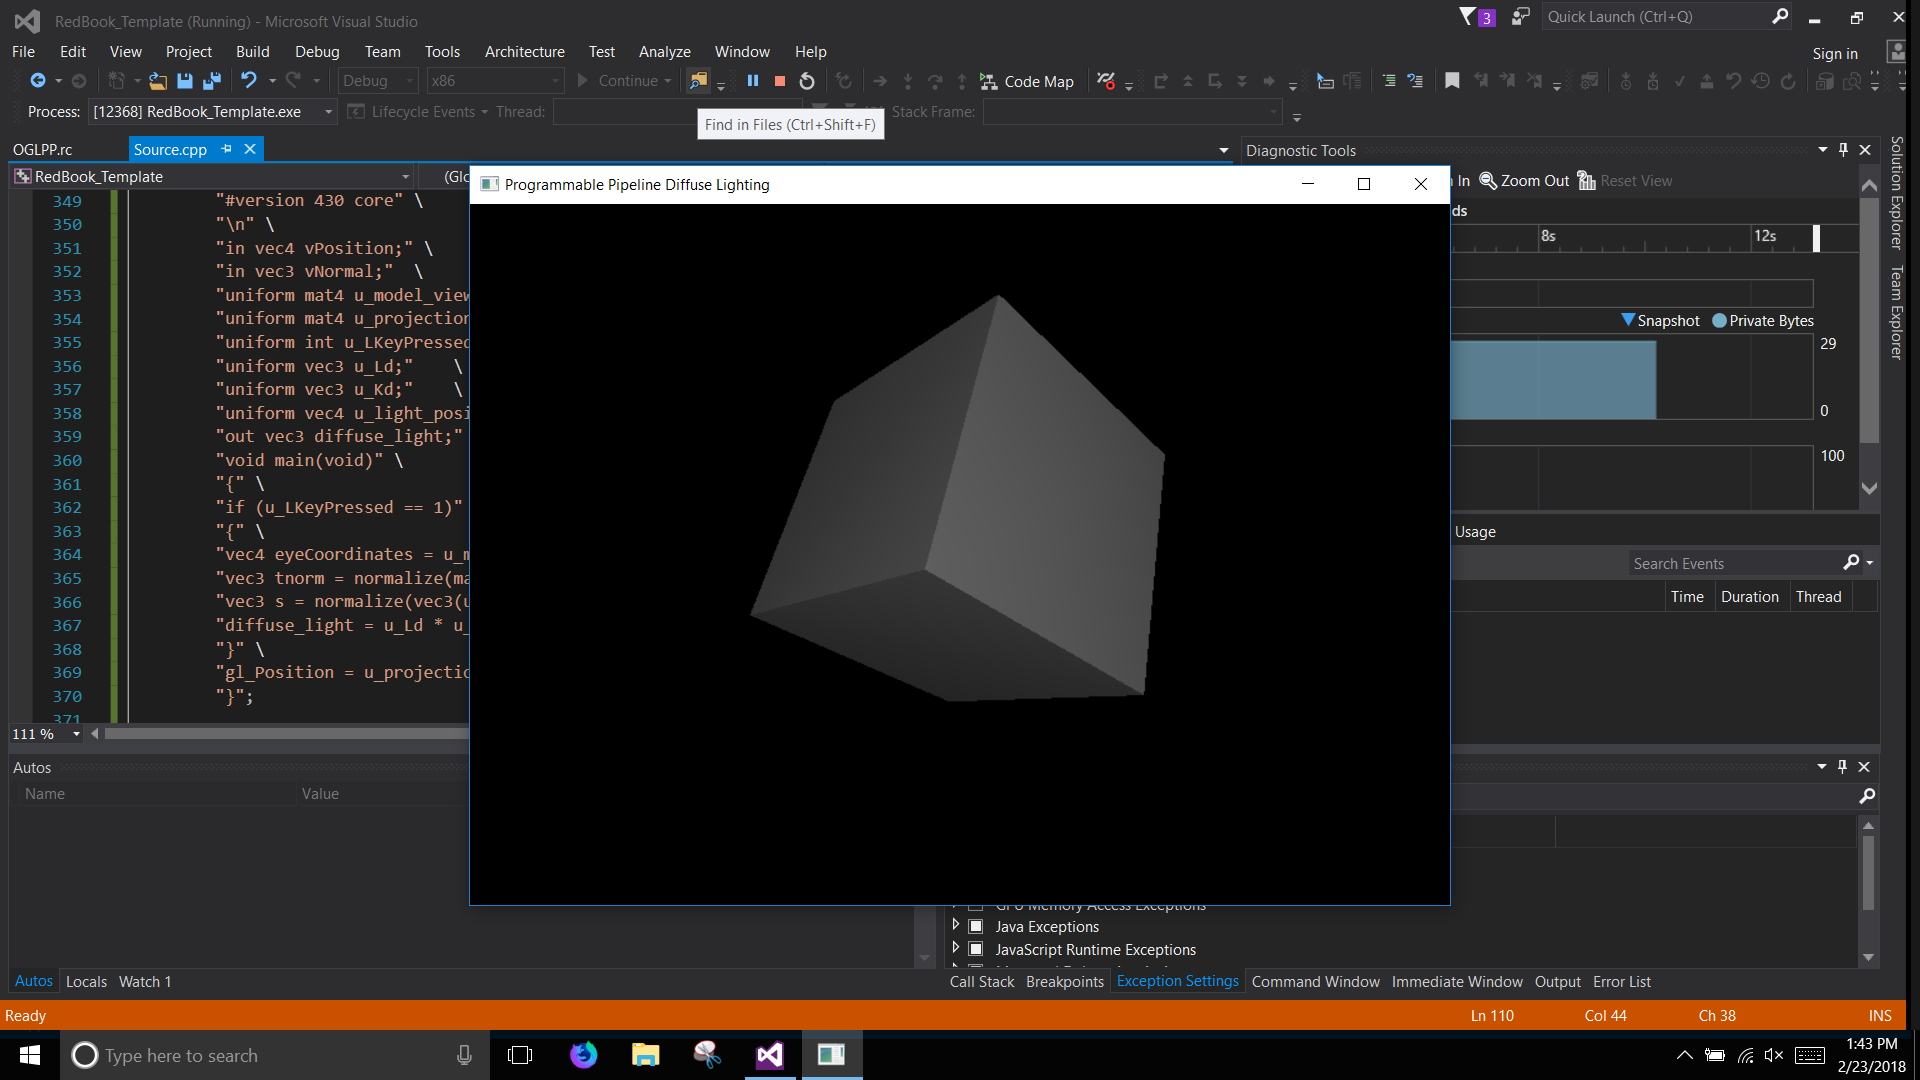 RedBook_Template (Running) - Microsoft Visual Studio
3
Quick Launch (Ctrl+Q)
File Edit View Project Build Debug Team Tools Architecture Test Analyze Window Help
Sign in
Debug x86 Continue Code Map
Process: [12368] RedBook_Template.exe Lifecycle Events Thread: Stack Frame:
Find in Files (Ctrl+Shift+F)
OGLPP.rc Source.cpp
Diagnostic Tools
RedBook_Template (Glo
Programmable Pipeline Diffuse Lighting
In Zoom Out Reset View
ds
8s 12s
Snapshot Private Bytes
29
0
100
Usage
Search Events
Time Duration Thread
Solution Explorer
Team Explorer
349 "#version 430 core" \
350 "\n" \
351 "in vec4 vPosition;" \
352 "in vec3 vNormal;" \
353 "uniform mat4 u_model_view
354 "uniform mat4 u_projection
355 "uniform int u_LKeyPressed
356 "uniform vec3 u_Ld;" \
357 "uniform vec3 u_Kd;" \
358 "uniform vec4 u_light_posi
359 "out vec3 diffuse_light;"
360 "void main(void)" \
361 "{" \
362 "if (u_LKeyPressed == 1)"
363 "{" \
364 "vec4 eyeCoordinates = u_m
365 "vec3 tnorm = normalize(ma
366 "vec3 s = normalize(vec3(u
367 "diffuse_light = u_Ld * u_
368 "}" \
369 "gl_Position = u_projectio
370 "}";
371
111 %
Autos
Name Value
GPU Memory Access Exceptions
Java Exceptions
JavaScript Runtime Exceptions
Autos Locals Watch 1
Call Stack Breakpoints Exception Settings Command Window Immediate Window Output Error List
Ready Ln 110 Col 44 Ch 38 INS
Type here to search
1:43 PM
2/23/2018